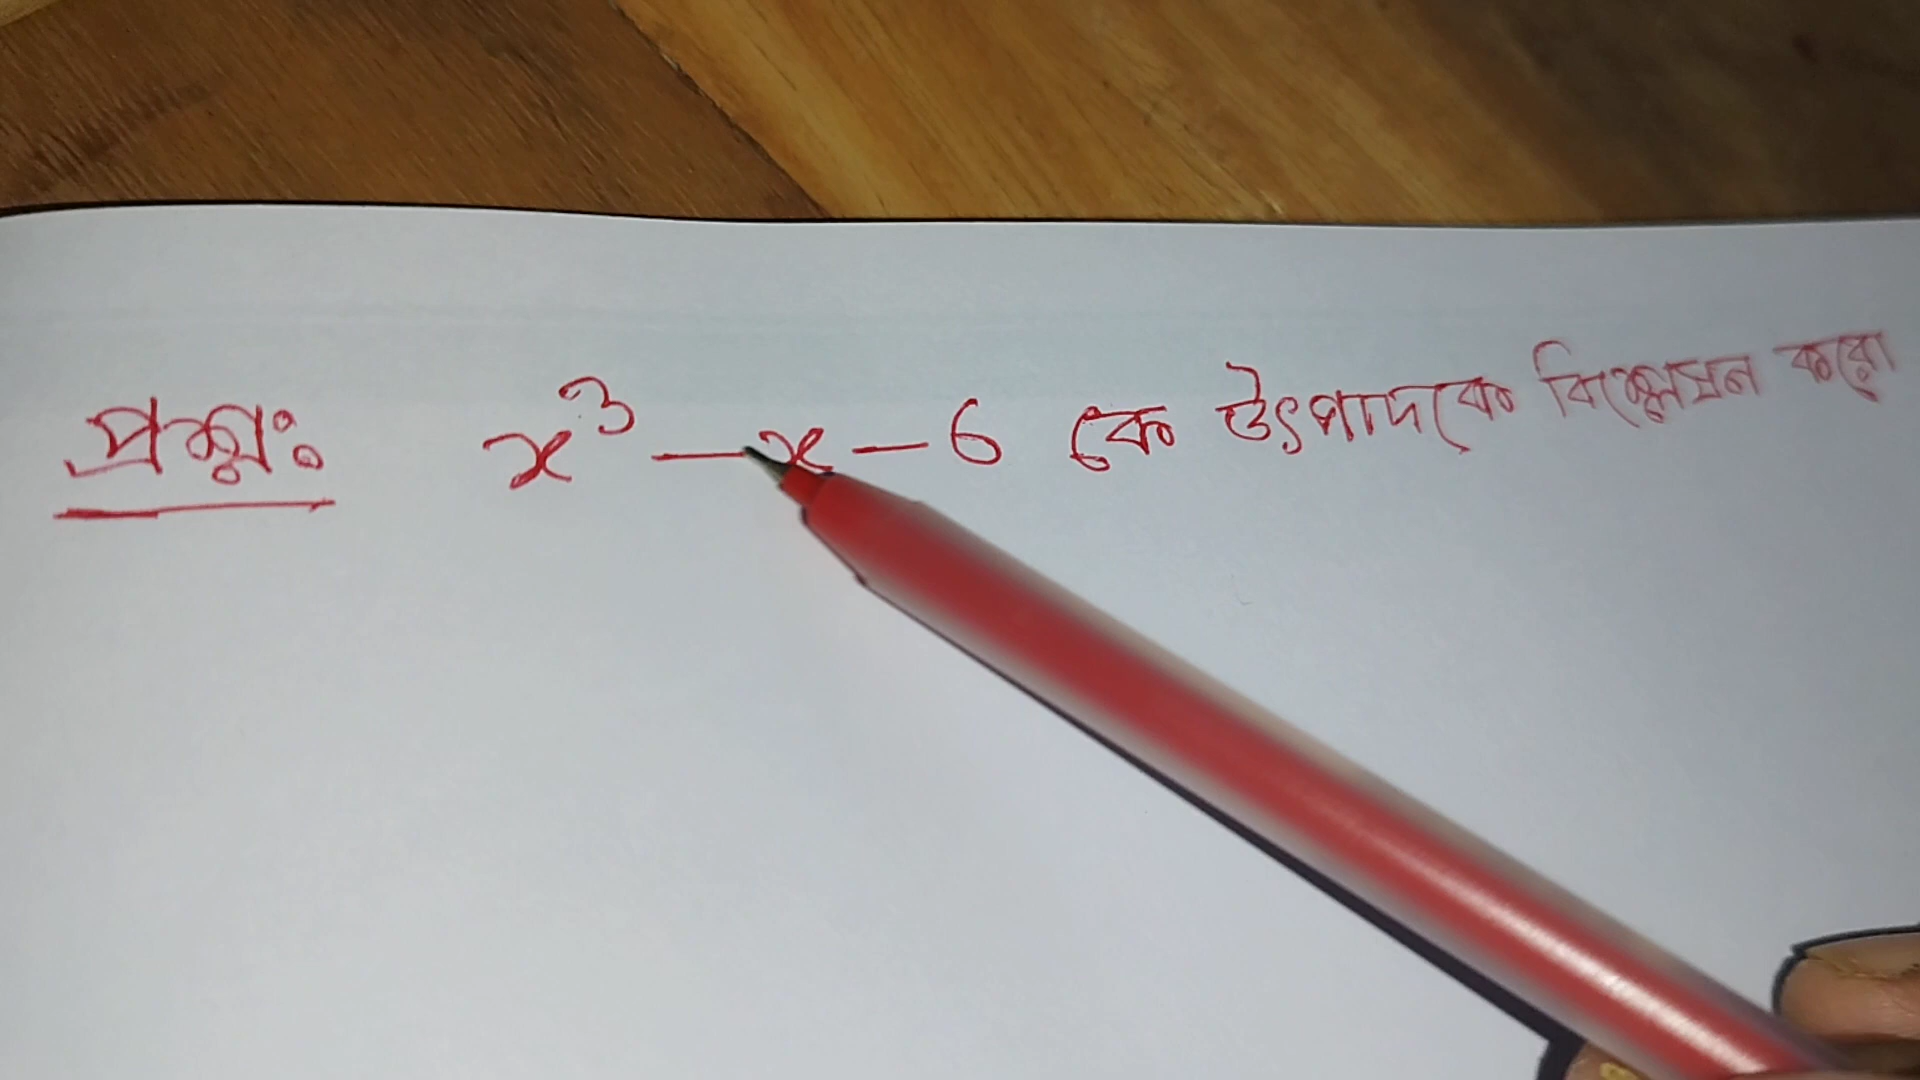 প্রশ্নঃ x³ – x – 6 কে উৎপাদকে বিশ্লেষন করো